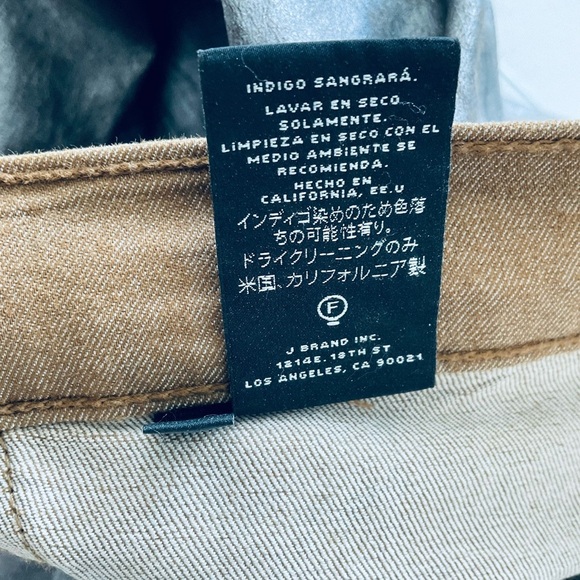 INDIGO SANGRARÁ.
LAVAR EN SECO
SOLAMENTE.
LIMPIEZA EN SECO CON EL
MEDIO AMBIENTE SE
RECOMIENDA.
HECHO EN
CALIFORNIA, EE.U
インディゴ染めのため色落
ちの可能性有り。
ドライクリーニングのみ
米国、カリフォルニア製
F
J BRAND INC.
1214E. 18TH ST
LOS ANGELES, CA 90021